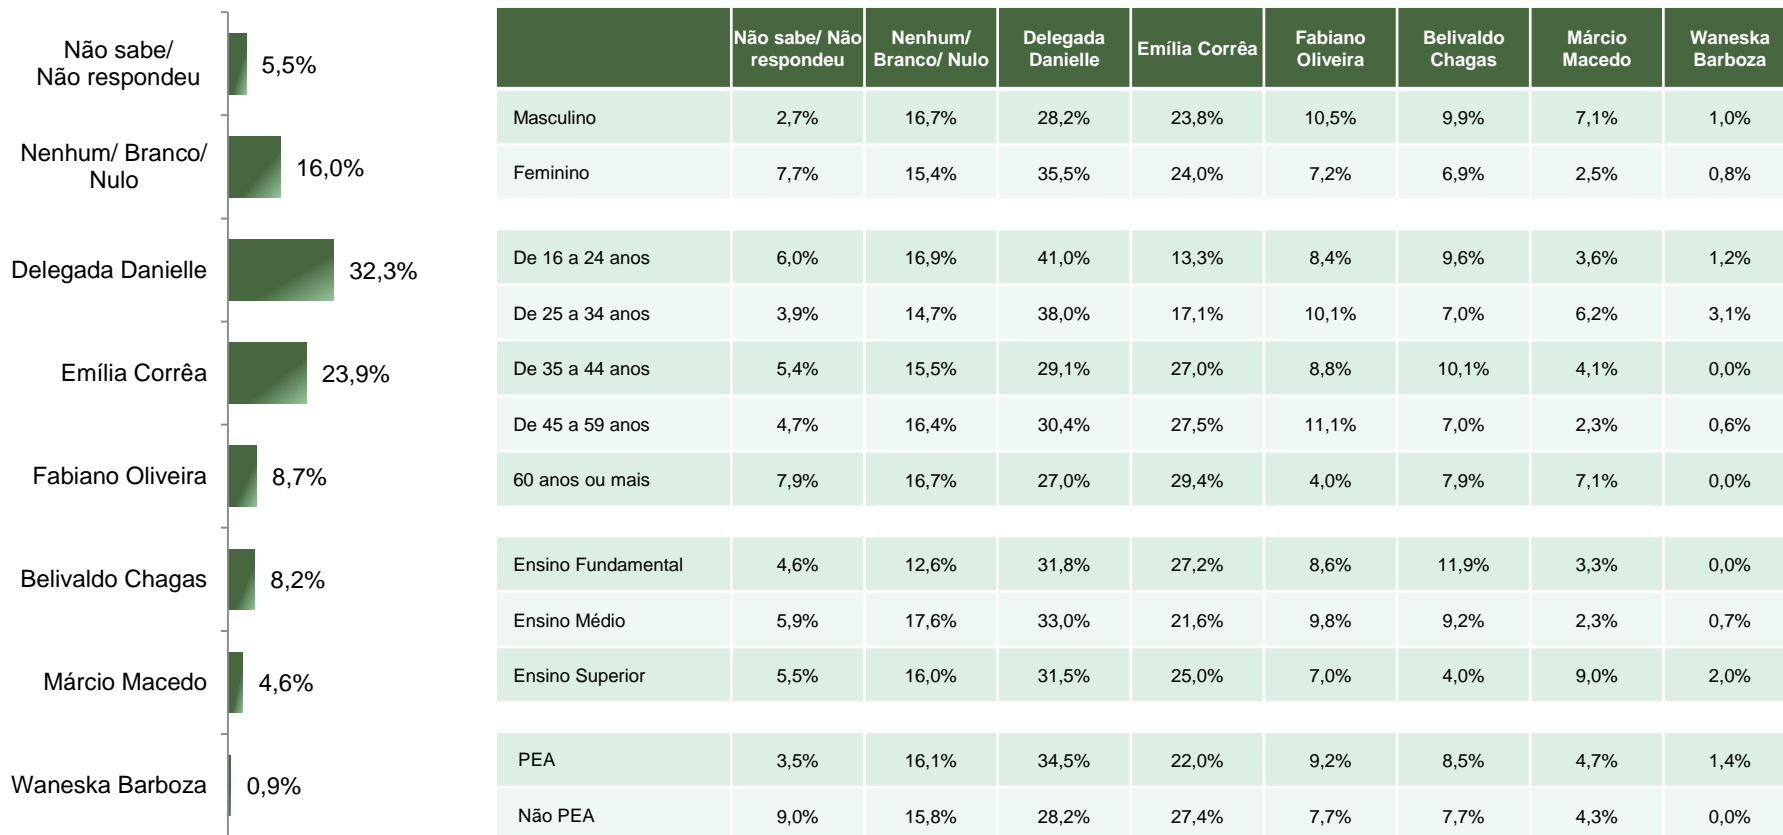 Não sabe/
Não respondeu
5,5%
Nenhum/ Branco/
Nulo
16,0%
Delegada Danielle
32,3%
Emília Corrêa
23,9%
Fabiano Oliveira
8,7%
Belivaldo Chagas
8,2%
Márcio Macedo
4,6%
Waneska Barboza
0,9%
Não sabe/ Não respondeu Nenhum/ Branco/ Nulo Delegada Danielle Emília Corrêa Fabiano Oliveira Belivaldo Chagas Márcio Macedo Waneska Barboza
Masculino 2,7% 16,7% 28,2% 23,8% 10,5% 9,9% 7,1% 1,0%
Feminino 7,7% 15,4% 35,5% 24,0% 7,2% 6,9% 2,5% 0,8%
De 16 a 24 anos 6,0% 16,9% 41,0% 13,3% 8,4% 9,6% 3,6% 1,2%
De 25 a 34 anos 3,9% 14,7% 38,0% 17,1% 10,1% 7,0% 6,2% 3,1%
De 35 a 44 anos 5,4% 15,5% 29,1% 27,0% 8,8% 10,1% 4,1% 0,0%
De 45 a 59 anos 4,7% 16,4% 30,4% 27,5% 11,1% 7,0% 2,3% 0,6%
60 anos ou mais 7,9% 16,7% 27,0% 29,4% 4,0% 7,9% 7,1% 0,0%
Ensino Fundamental 4,6% 12,6% 31,8% 27,2% 8,6% 11,9% 3,3% 0,0%
Ensino Médio 5,9% 17,6% 33,0% 21,6% 9,8% 9,2% 2,3% 0,7%
Ensino Superior 5,5% 16,0% 31,5% 25,0% 7,0% 4,0% 9,0% 2,0%
PEA 3,5% 16,1% 34,5% 22,0% 9,2% 8,5% 4,7% 1,4%
Não PEA 9,0% 15,8% 28,2% 27,4% 7,7% 7,7% 4,3% 0,0%